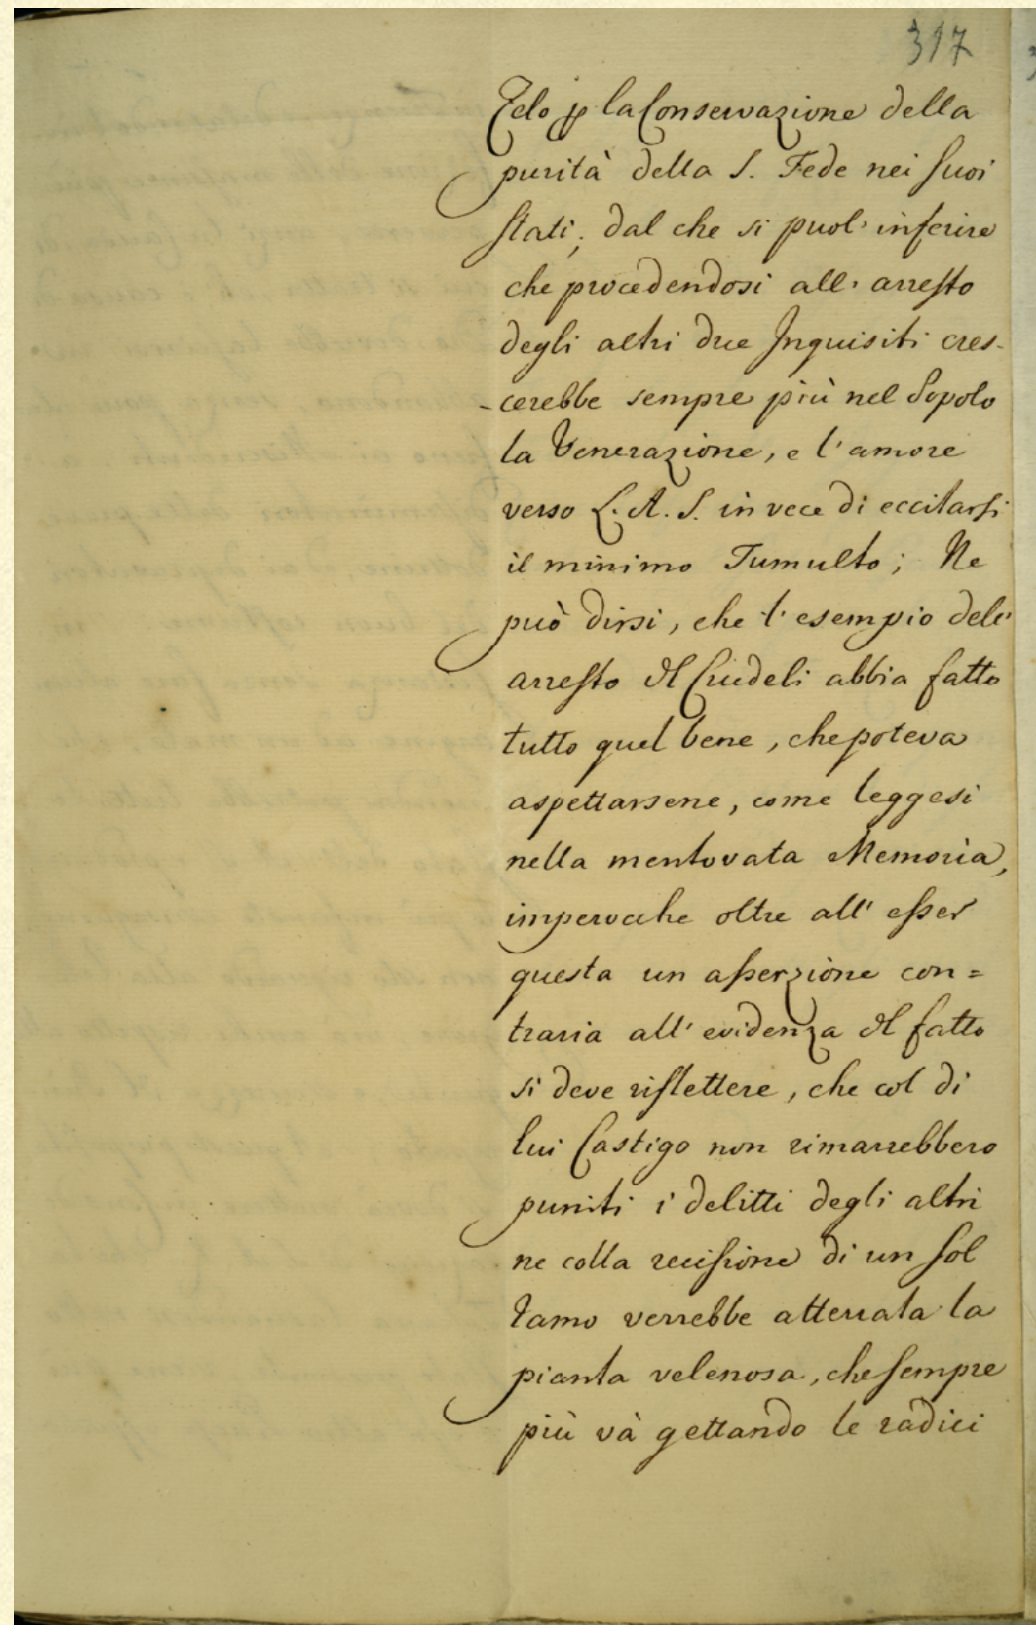 317
Zelo p la Conservazione della
purità della S. Fede nei suoi
stati; dal che si puol' inferire
che procedendosi all' arresto
degli altri due Inquisiti cres-
-cerebbe sempre più nel Popolo
la Venerazione, e l' amore
verso L. A. S. in vece di eccitarsi
il minimo Tumulto; Ne
può dirsi, che l' esempio dell'
arresto del Crudeli abbia fatto
tutto quel bene, che poteva
aspettarsene, come leggesi
nella mentovata Memoria,
imperoche oltre all' esser
questa un asserzione con=
traria all' evidenza del fatto
si deve riflettere, che col di
lui Castigo non rimarrebbero
puniti i delitti degli altri
ne colla recisione di un sol
ramo verrebbe atterrata la
pianta velenosa, che sempre
più và gettando le radici